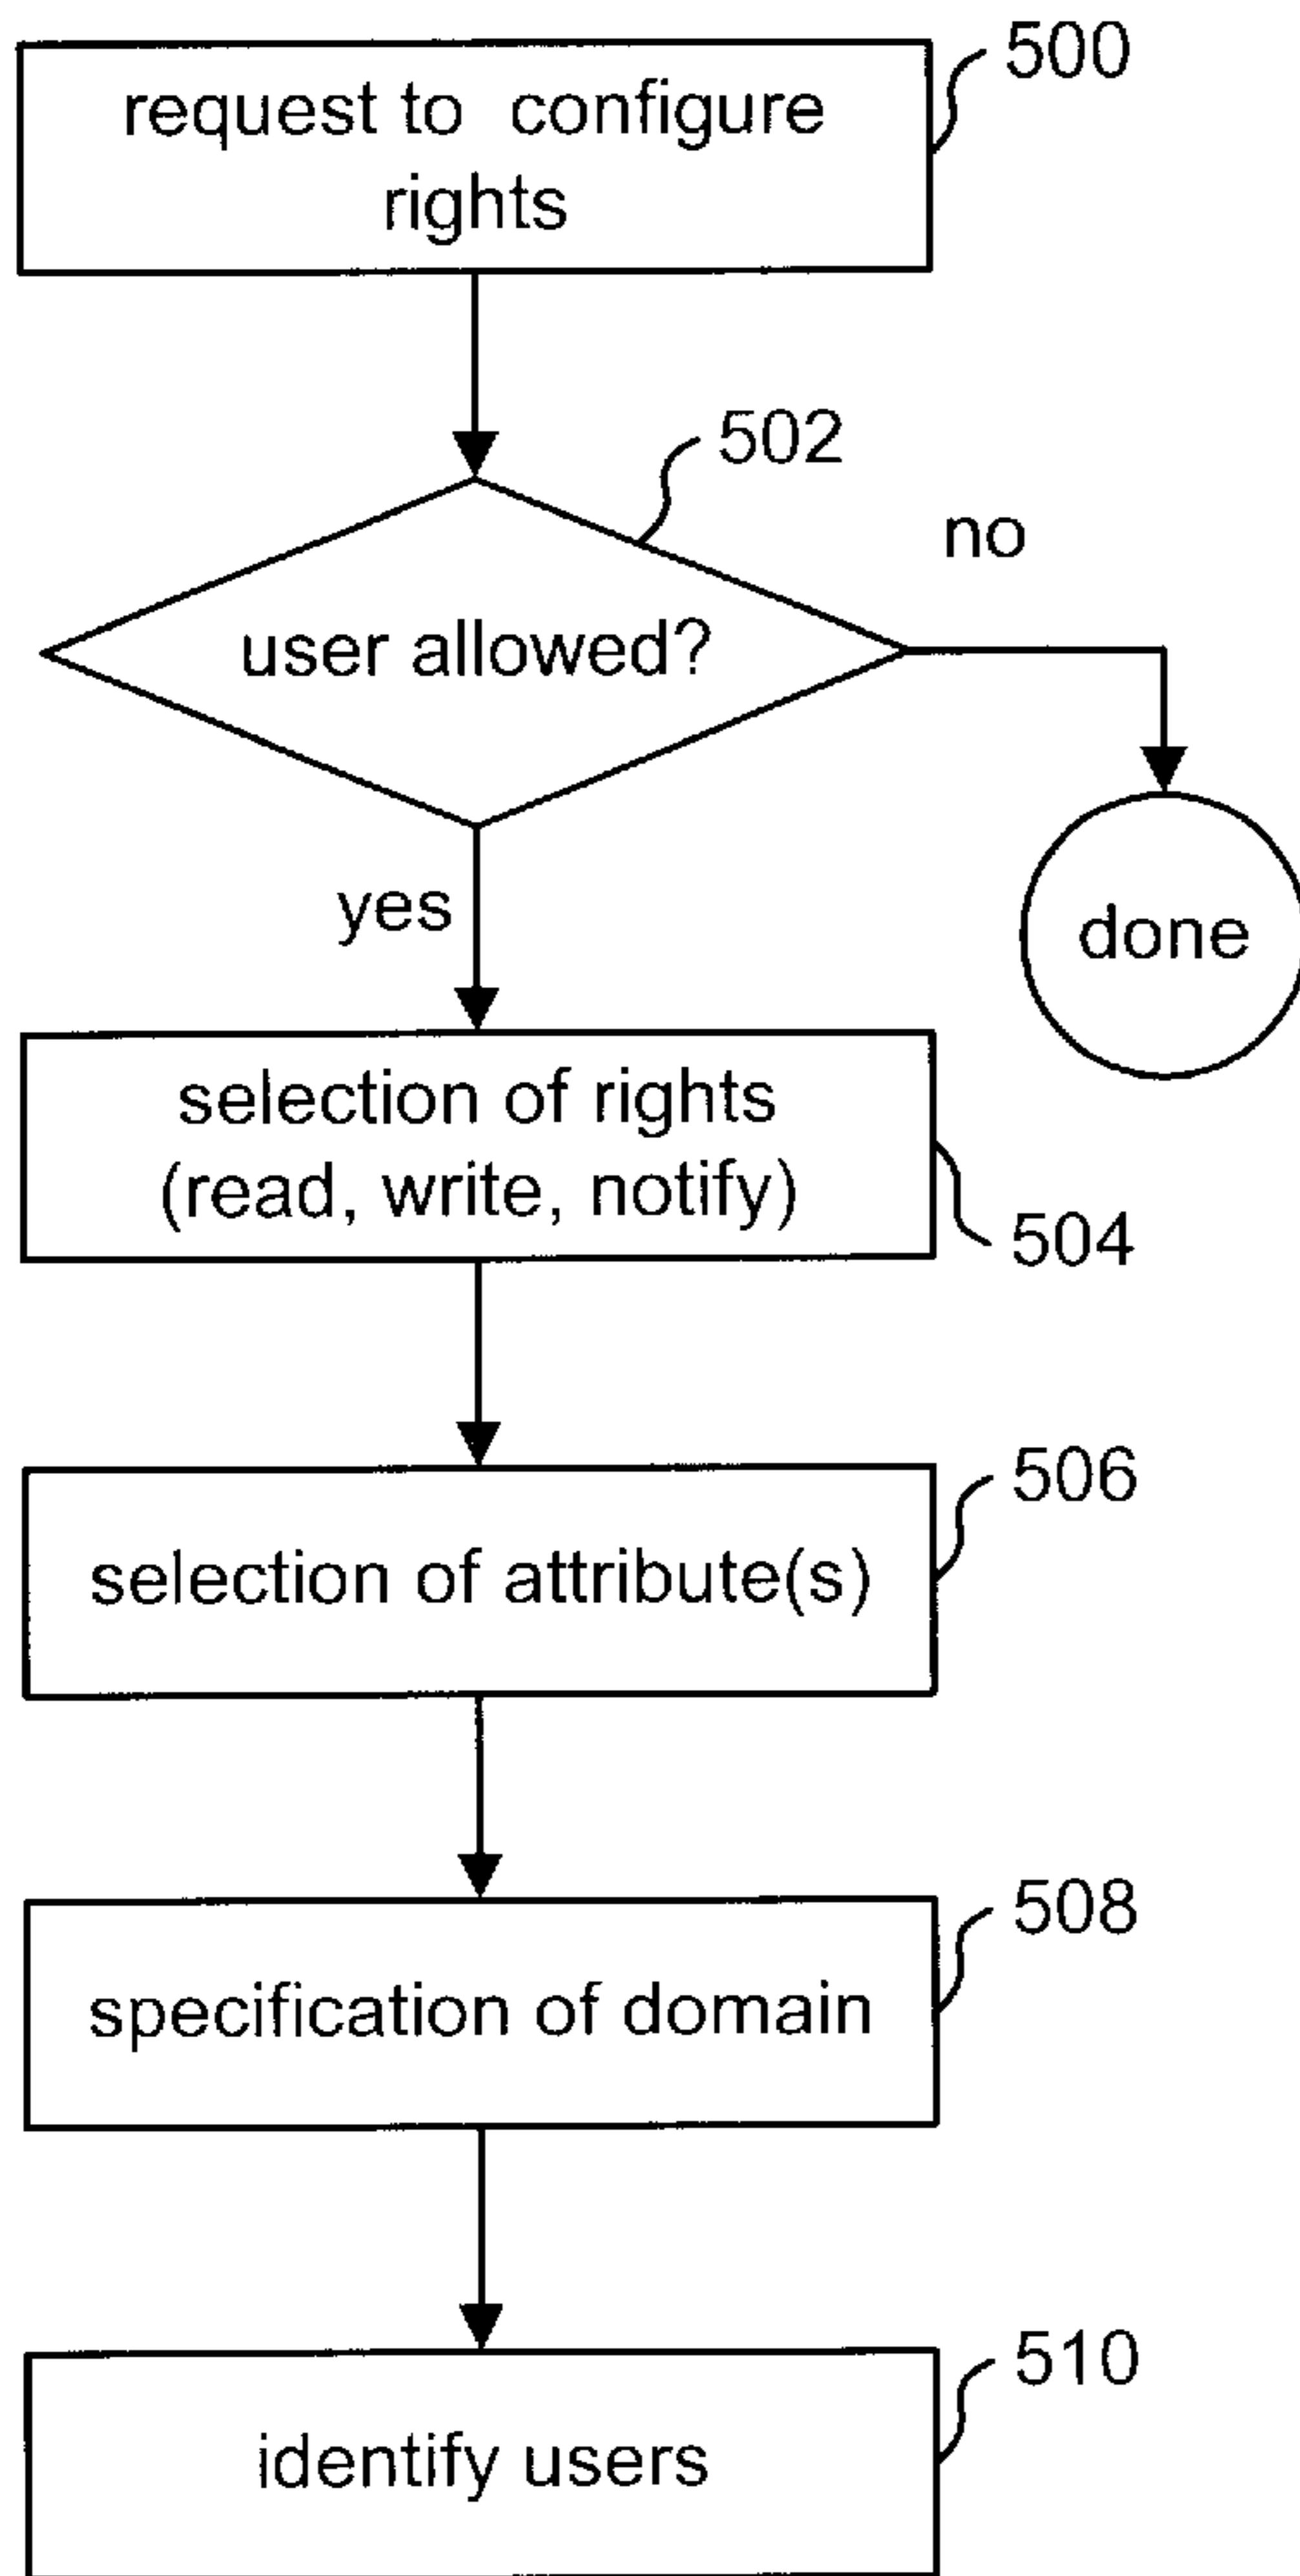 request to configure
rights
500
502
user allowed?
no
yes
done
selection of rights
(read, write, notify)
504
selection of attribute(s)
506
specification of domain
508
identify users
510